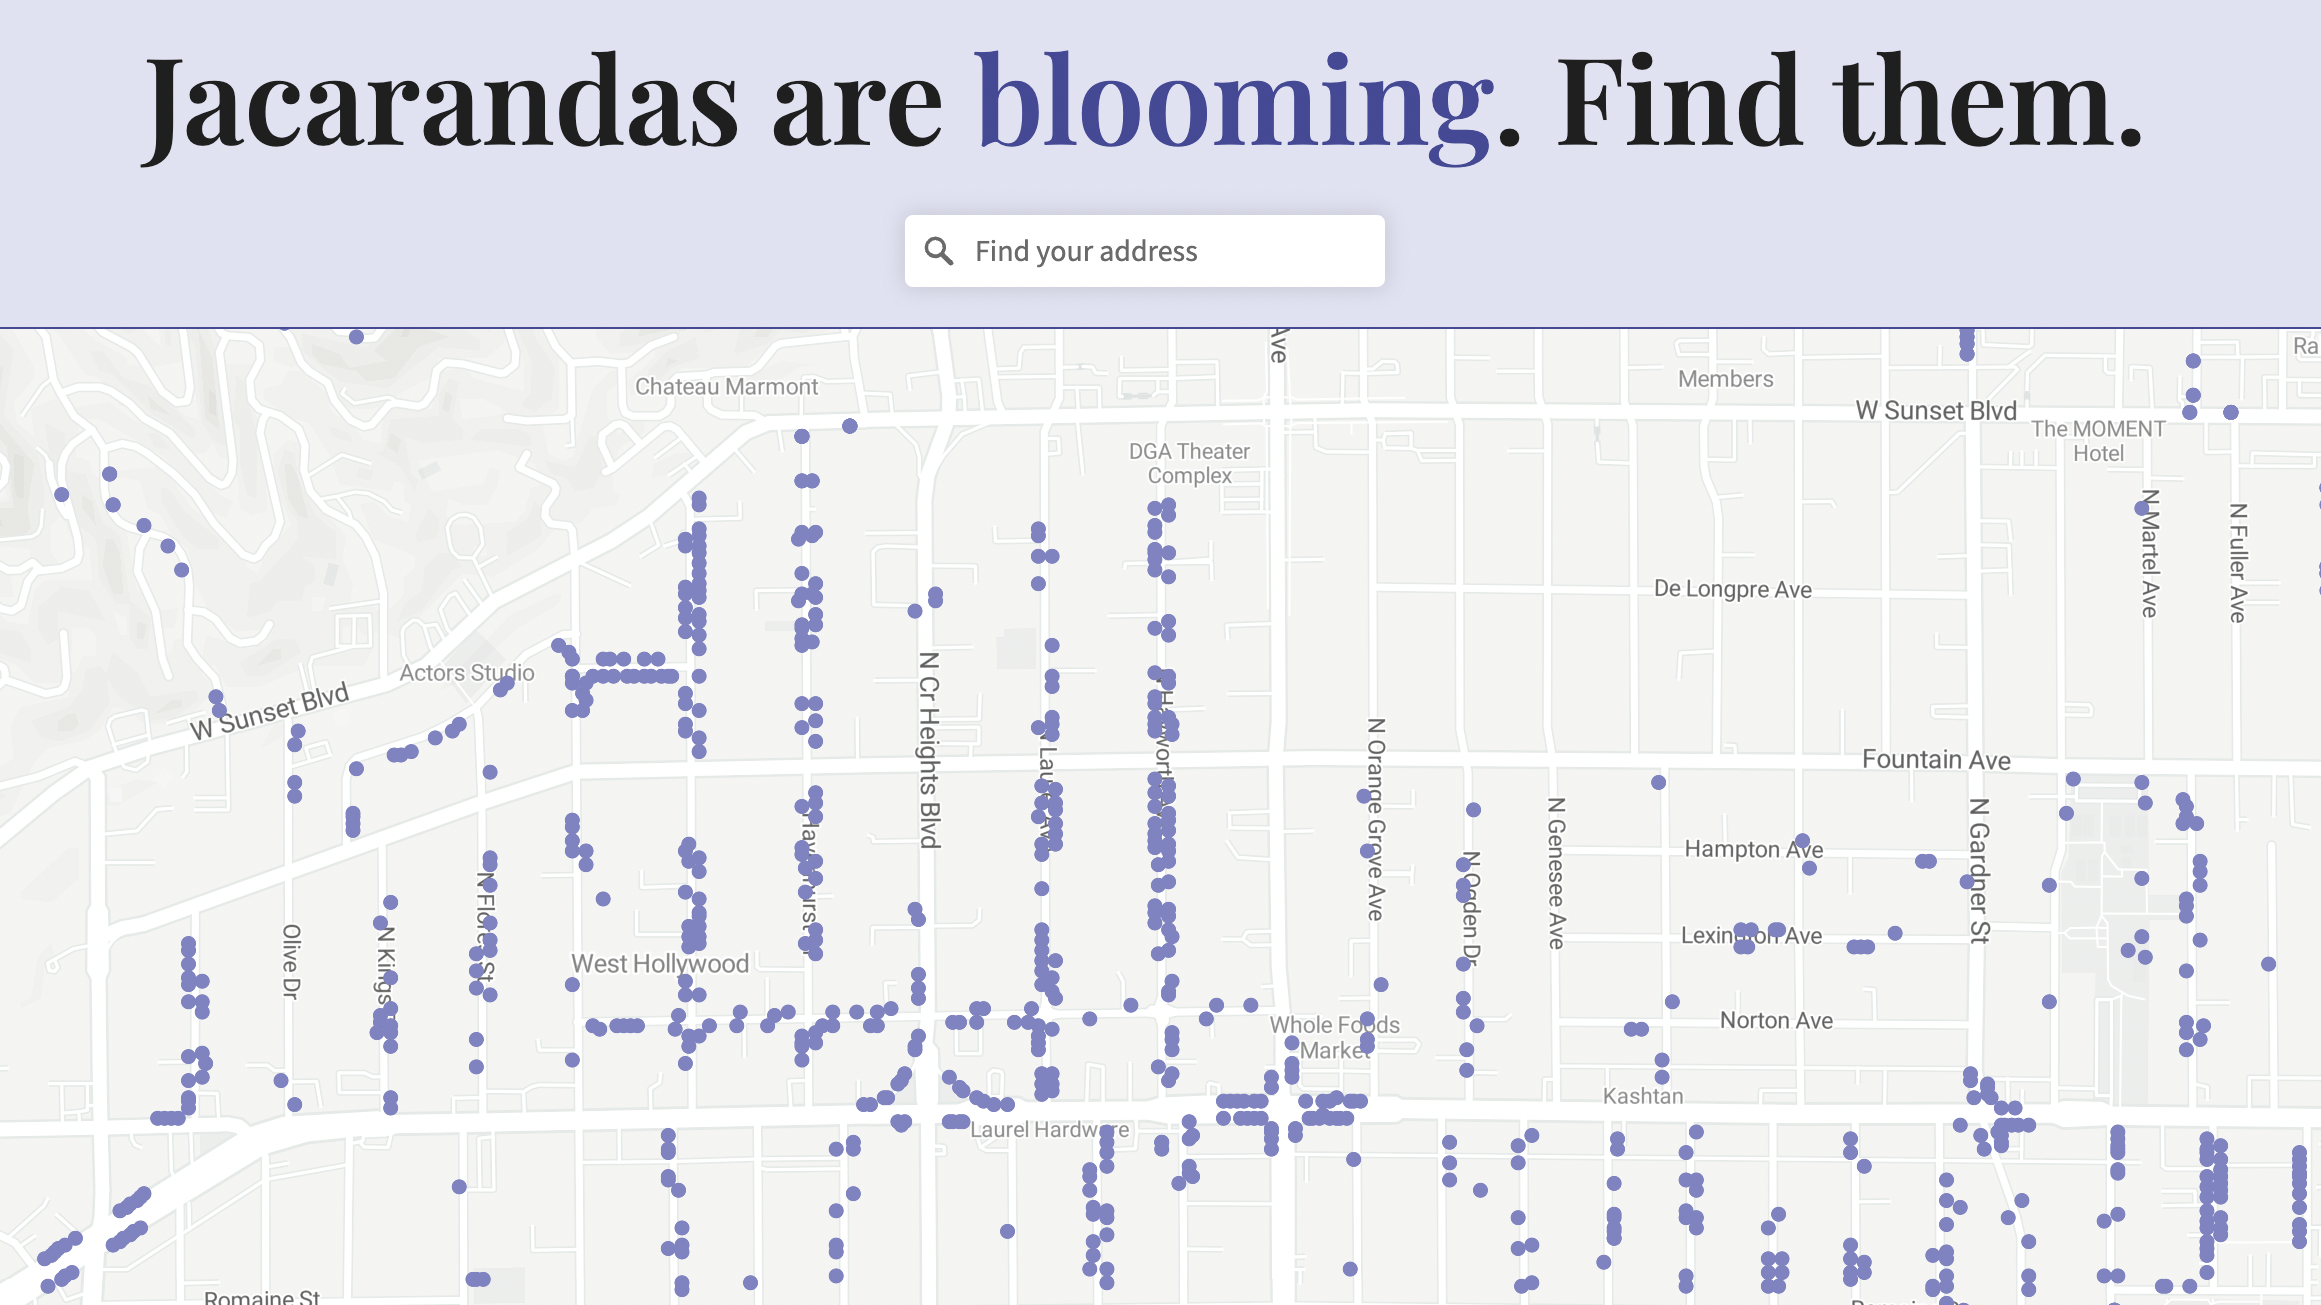 Jacarandas are blooming. Find them.
Find your address
Ave
Ra
Members
Chateau Marmont
W Sunset Blvd
The MOMENT
Hotel
DGA Theater
Complex
N Martel Ave
N Fuller Ave
De Longpre Ave
Actors Studio
W Sunset Blvd
N Cr Heights Blvd
N Orange Grove Ave
Fountain Ave
N Genesee Ave
N Gardner St
Hampton Ave
N Ogden Dr
Olive Dr
N Kings
Lexington Ave
West Hollywood
Norton Ave
Whole Foods
Market
Kashtan
Laurel Hardware
Romaine St